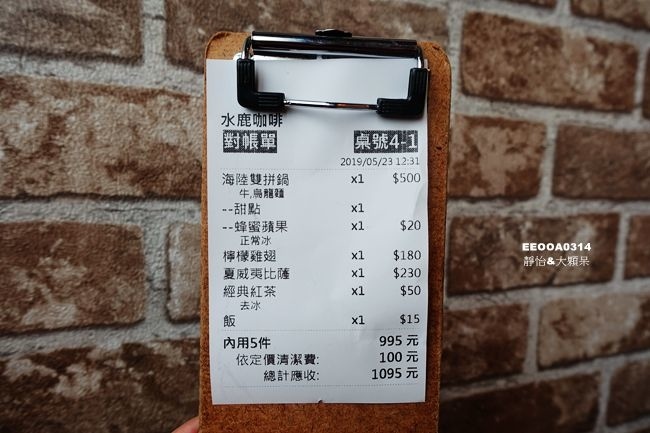 水鹿咖啡
對帳單 桌號4-1
2019/05/23 12:31
海陸雙拼鍋 x1 $500
牛,烏龍麵
--甜點 x1
--蜂蜜蘋果 x1 $20
正常冰
檸檬雞翅 x1 $180
夏威夷比薩 x1 $230
經典紅茶 x1 $50
去冰
飯 x1 $15
內用5件 995 元
依定價清潔費: 100 元
總計應收: 1095 元
EEOOA0314
靜怡&大顆呆